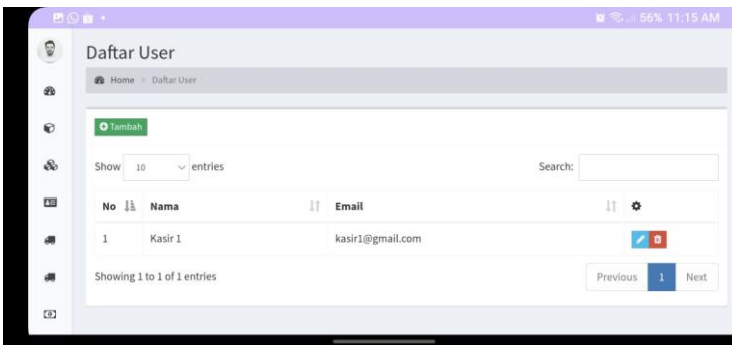 56% 11:15 AM
Daftar User
Home > Daftar User
Tambah
Show 10 entries
Search:
No Nama Email
1 Kasir 1 kasir1@gmail.com
Showing 1 to 1 of 1 entries
Previous 1 Next